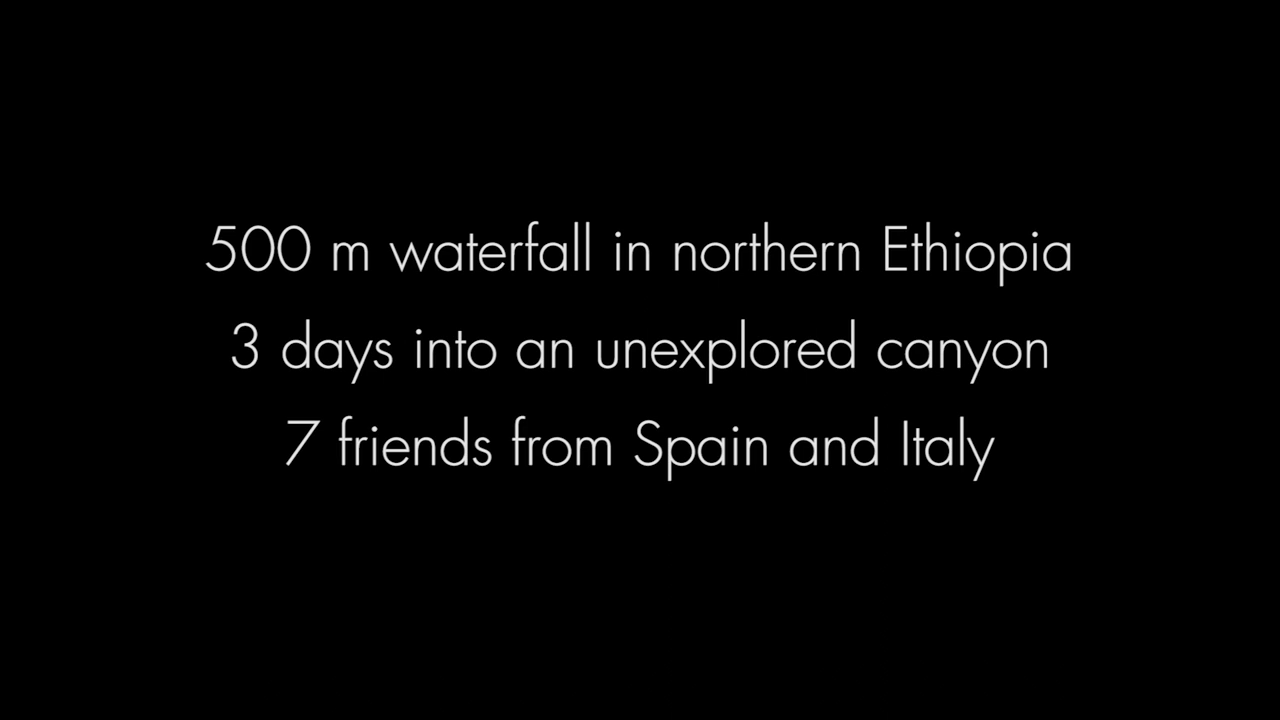 500 m waterfall in northern Ethiopia
3 days into an unexplored canyon
7 friends from Spain and Italy